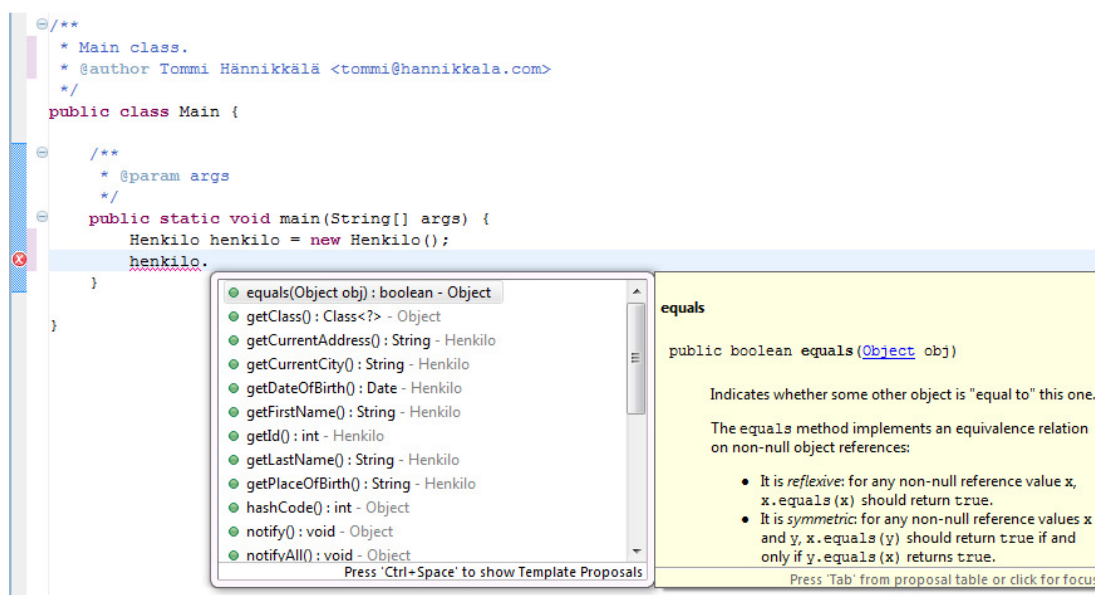 /**
* Main class.
* @author Tommi Hännikkälä <tommi@hannikkala.com>
*/
public class Main {
/**
* @param args
*/
public static void main(String[] args) {
Henkilo henkilo = new Henkilo();
henkilo.
}
}
equals(Object obj) : boolean - Object
getClass() : Class<?> - Object
getCurrentAddress() : String - Henkilo
getCurrentCity() : String - Henkilo
getDateOfBirth() : Date - Henkilo
getFirstName() : String - Henkilo
getId() : int - Henkilo
getLastName() : String - Henkilo
getPlaceOfBirth() : String - Henkilo
hashCode() : int - Object
notify() : void - Object
notifyAll() : void - Object
Press 'Ctrl+Space' to show Template Proposals
equals
public boolean equals(Object obj)
Indicates whether some other object is "equal to" this one.
The equals method implements an equivalence relation
on non-null object references:
• It is reflexive: for any non-null reference value x,
x.equals(x) should return true.
• It is symmetric: for any non-null reference values x
and y, x.equals(y) should return true if and
only if y.equals(x) returns true.
Press 'Tab' from proposal table or click for focus